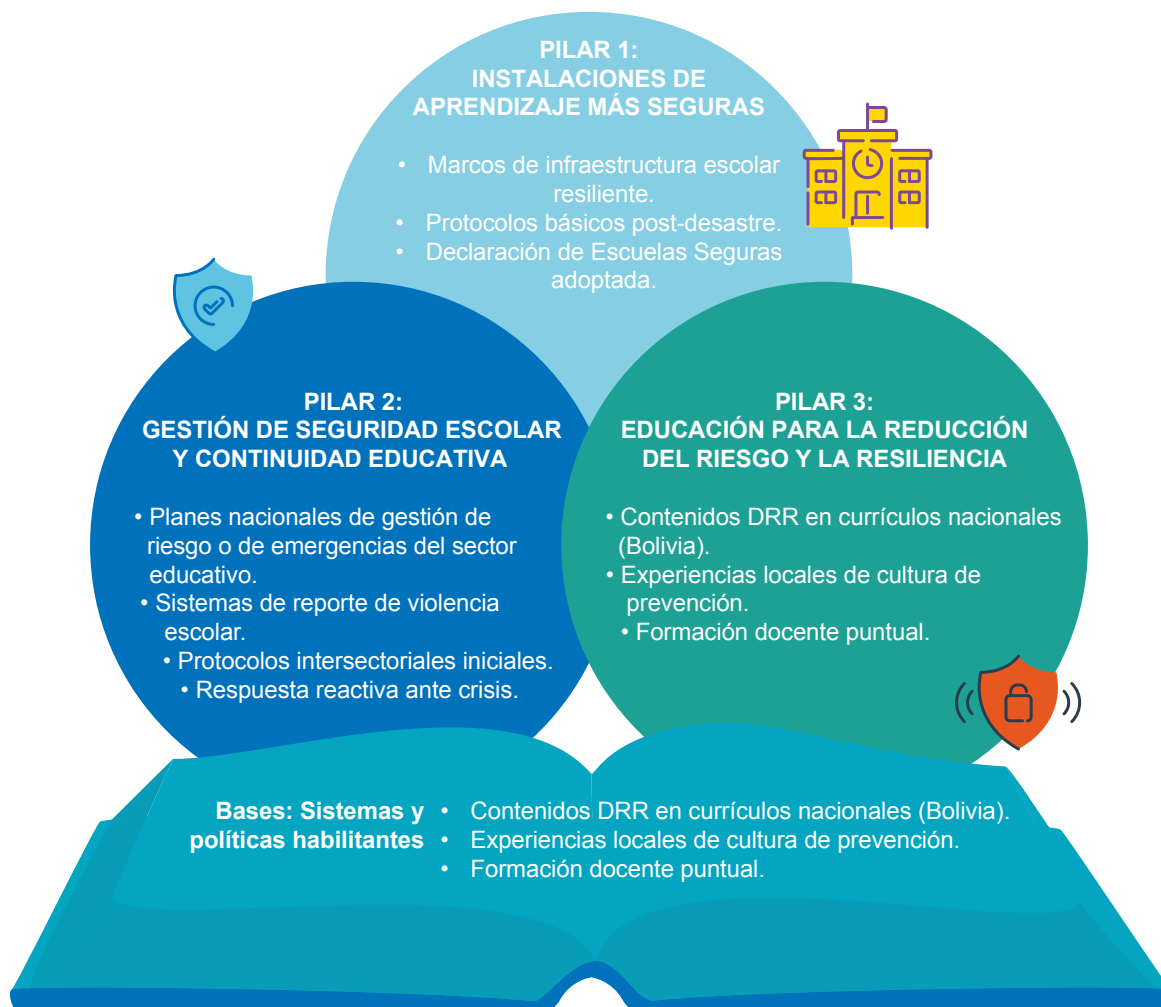 PILAR 1:
INSTALACIONES DE
APRENDIZAJE MÁS SEGURAS
• Marcos de infraestructura escolar
resiliente.
• Protocolos básicos post-desastre.
• Declaración de Escuelas Seguras
adoptada.
PILAR 2:
GESTIÓN DE SEGURIDAD ESCOLAR
Y CONTINUIDAD EDUCATIVA
• Planes nacionales de gestión de
riesgo o de emergencias del sector
educativo.
• Sistemas de reporte de violencia
escolar.
• Protocolos intersectoriales iniciales.
• Respuesta reactiva ante crisis.
PILAR 3:
EDUCACIÓN PARA LA REDUCCIÓN
DEL RIESGO Y LA RESILIENCIA
• Contenidos DRR en currículos nacionales
(Bolivia).
• Experiencias locales de cultura de
prevención.
• Formación docente puntual.
Bases: Sistemas y
políticas habilitantes
• Contenidos DRR en currículos nacionales (Bolivia).
• Experiencias locales de cultura de prevención.
• Formación docente puntual.